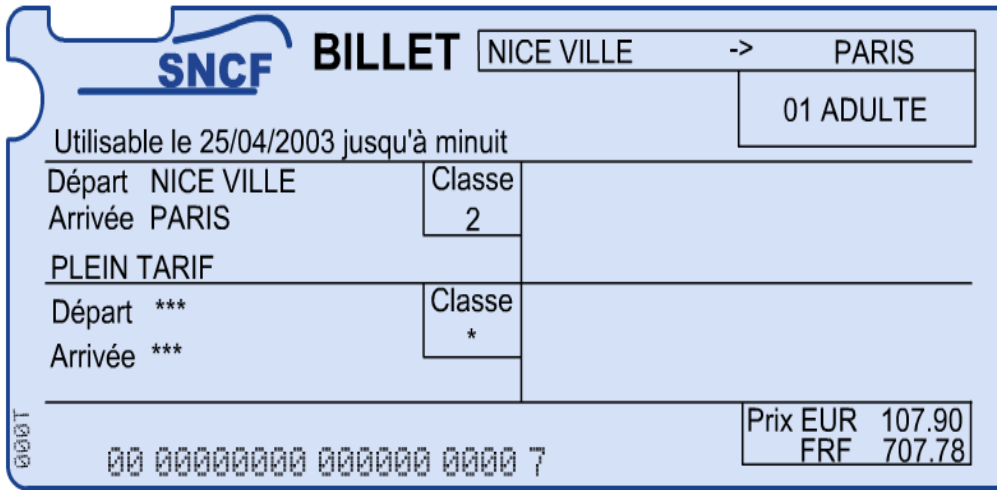 SNCF BILLET NICE VILLE -> PARIS
01 ADULTE
Utilisable le 25/04/2003 jusqu'à minuit
Départ NICE VILLE Classe
Arrivée PARIS 2
PLEIN TARIF
Départ *** Classe
Arrivée *** *
Prix EUR 107.90
FRF 707.78
000T
00 00000000 000000 0000 7